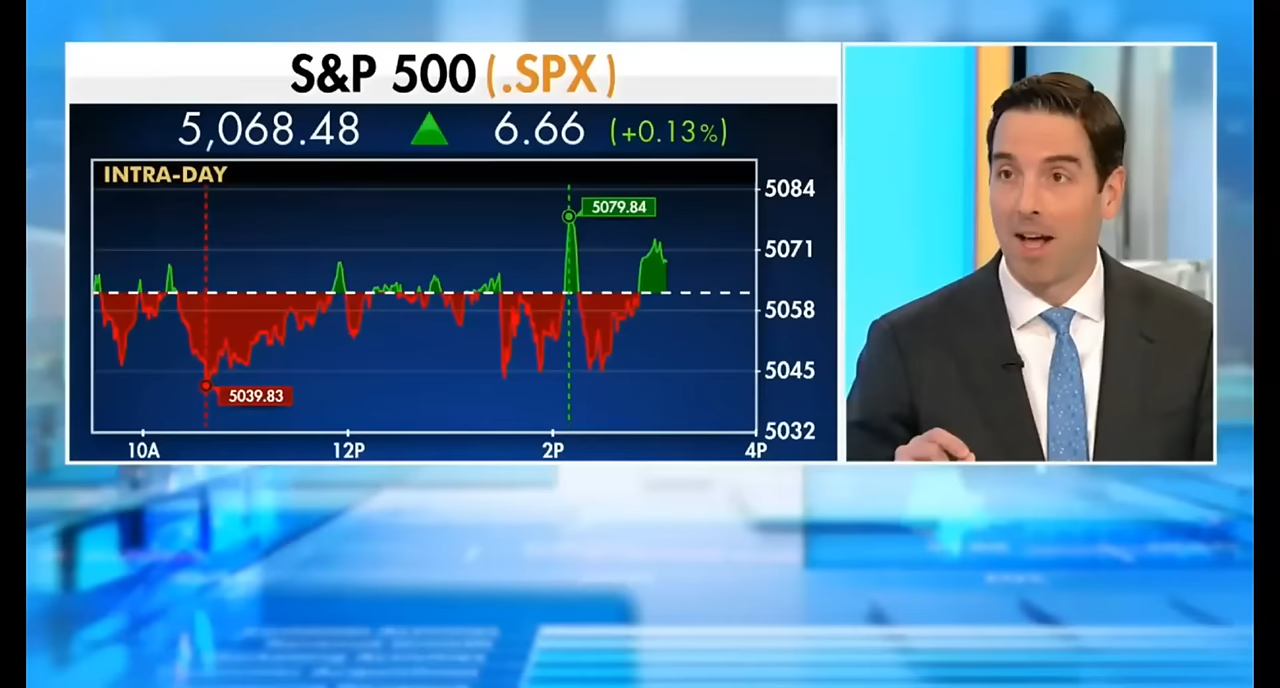 S&P 500 (.SPX)
5,068.48 ▲ 6.66 (+0.13%)
INTRA-DAY
5084
5079.84
5071
5058
5045
5039.83
5032
10A 12P 2P 4P